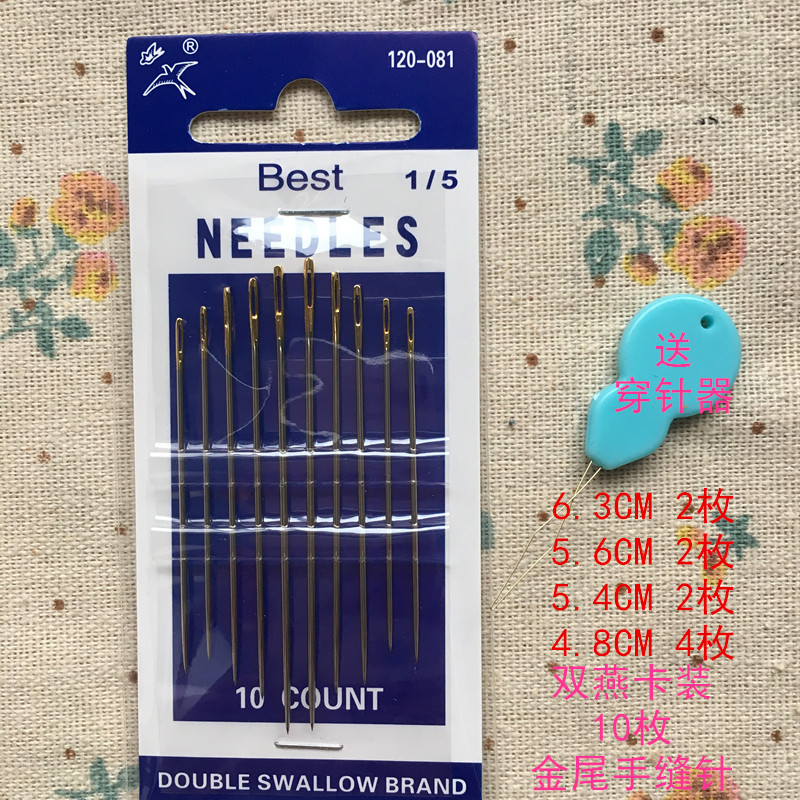 ®
120-081
Best 1/5
NEEDLES
10 COUNT
DOUBLE SWALLOW BRAND
送
穿针器
6.3CM 2枚
5.6CM 2枚
5.4CM 2枚
4.8CM 4枚
双燕卡装
10枚
金尾手缝针